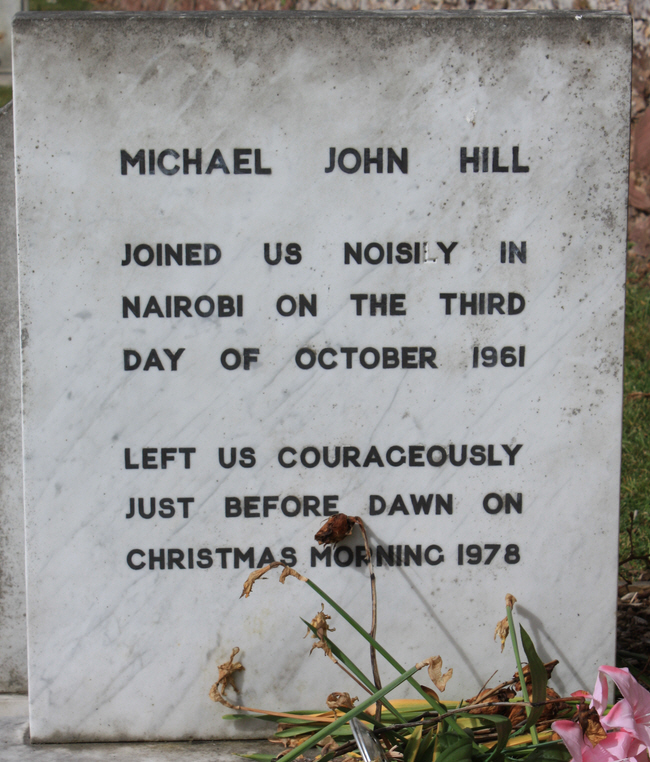 MICHAEL JOHN HILL
JOINED US NOISILY IN
NAIROBI ON THE THIRD
DAY OF OCTOBER 1961
LEFT US COURAGEOUSLY
JUST BEFORE DAWN ON
CHRISTMAS MORNING 1978